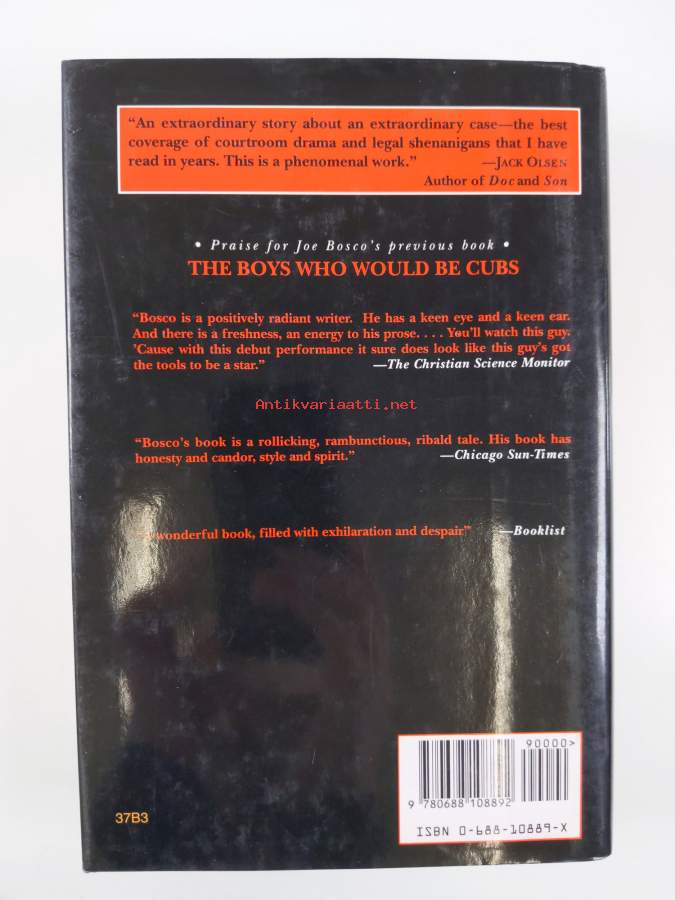 “An extraordinary story about an extraordinary case—the best
coverage of courtroom drama and legal shenanigans that I have
read in years. This is a phenomenal work.” —JACK OLSEN
Author of Doc and Son
• Praise for Joe Bosco's previous book •
THE BOYS WHO WOULD BE CUBS
“Bosco is a positively radiant writer. He has a keen eye and a keen ear.
And there is a freshness, an energy to his prose. . . . You'll watch this guy.
'Cause with this debut performance it sure does look like this guy's got
the tools to be a star.” —The Christian Science Monitor
Antikvariaatti.net
“Bosco's book is a rollicking, rambunctious, ribald tale. His book has
honesty and candor, style and spirit.” —Chicago Sun-Times
“A wonderful book, filled with exhilaration and despair” —Booklist
90000>
9 780688 108892
ISBN 0-688-10889-X
37B3